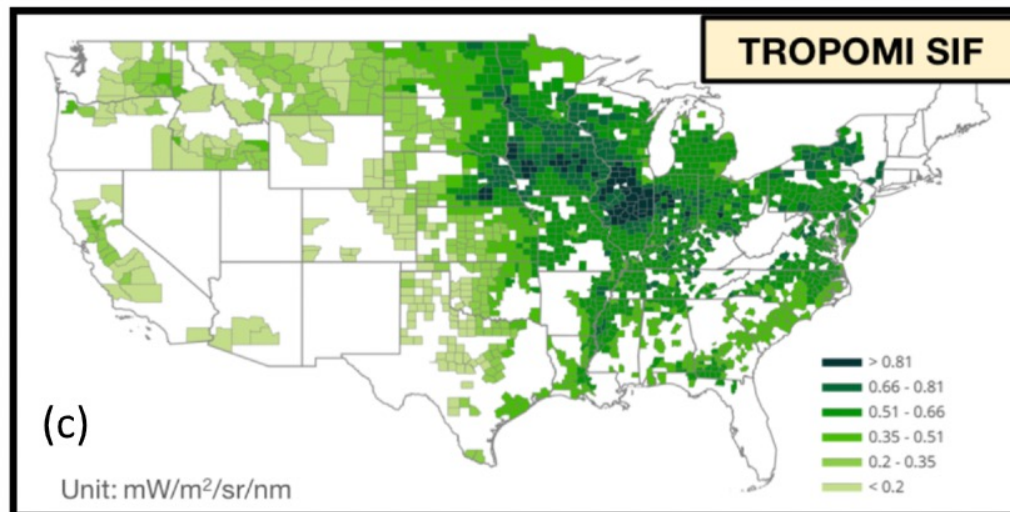 TROPOMI SIF
> 0.81
0.66 - 0.81
0.51 - 0.66
0.35 - 0.51
0.2 - 0.35
< 0.2
(c)
Unit: mW/m²/sr/nm